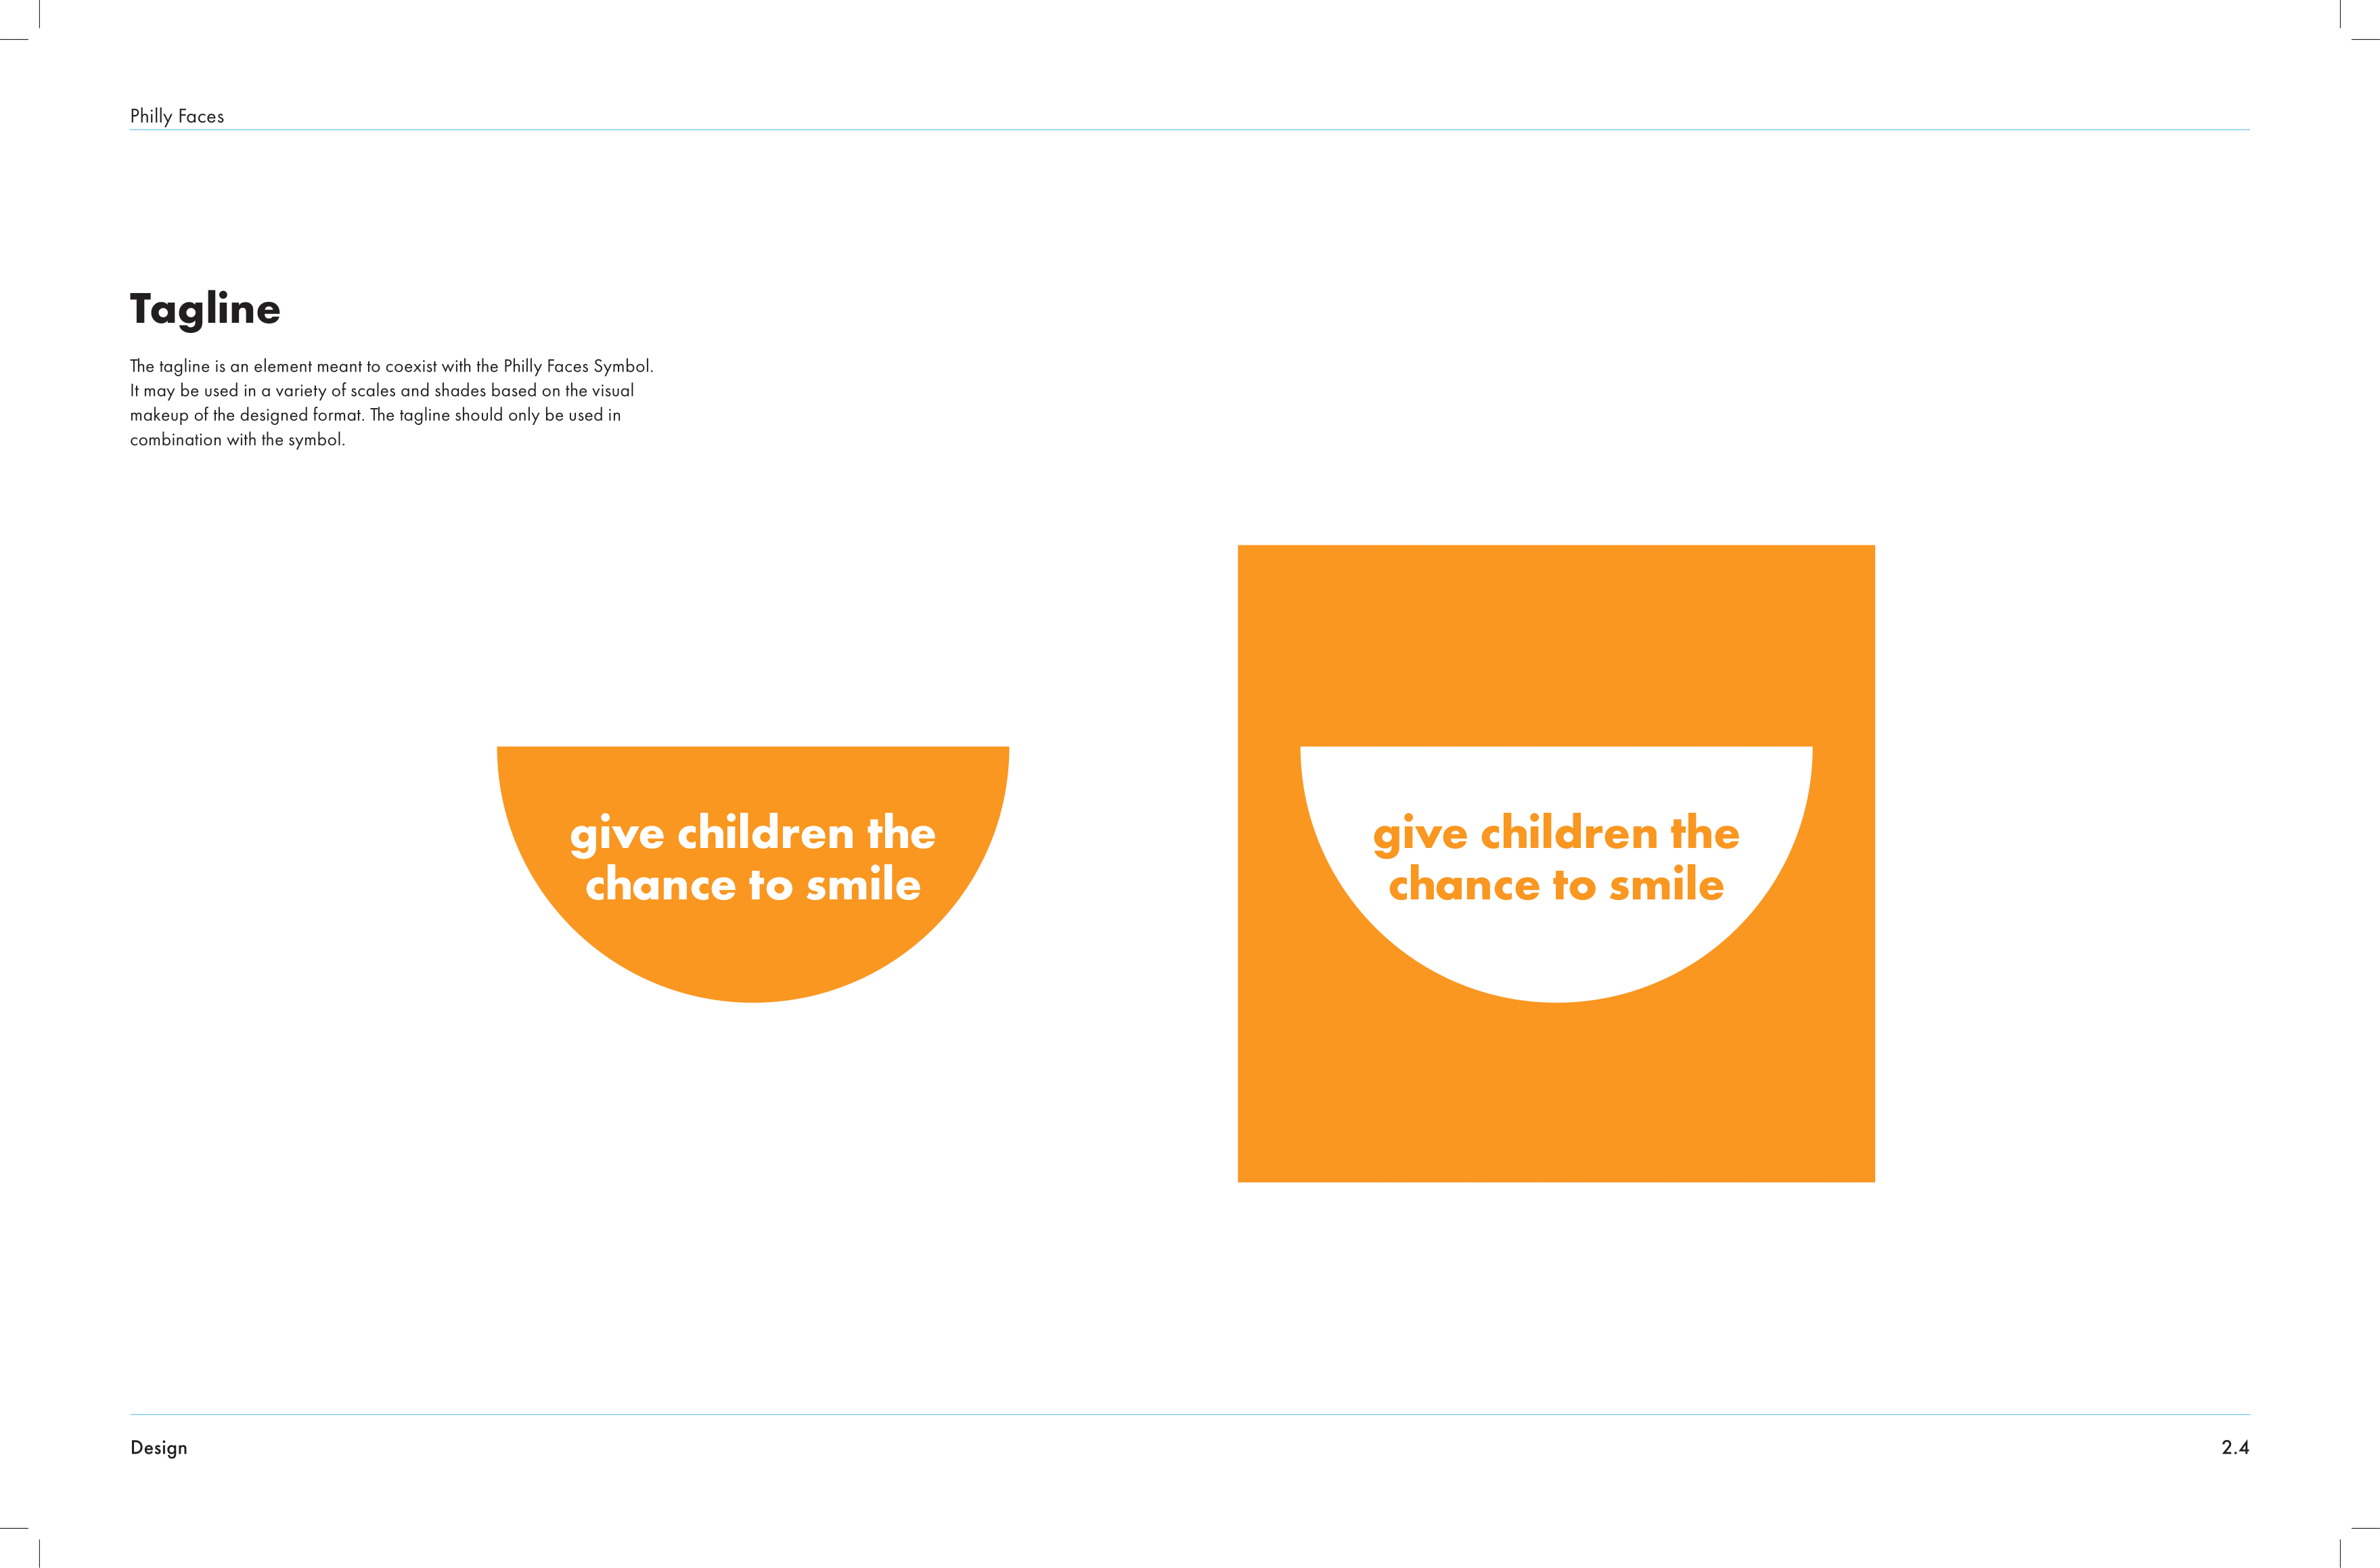 Philly Faces
Tagline
The tagline is an element meant to coexist with the Philly Faces Symbol.
It may be used in a variety of scales and shades based on the visual
makeup of the designed format. The tagline should only be used in
combination with the symbol.
give children the
chance to smile
give children the
chance to smile
Design
2.4